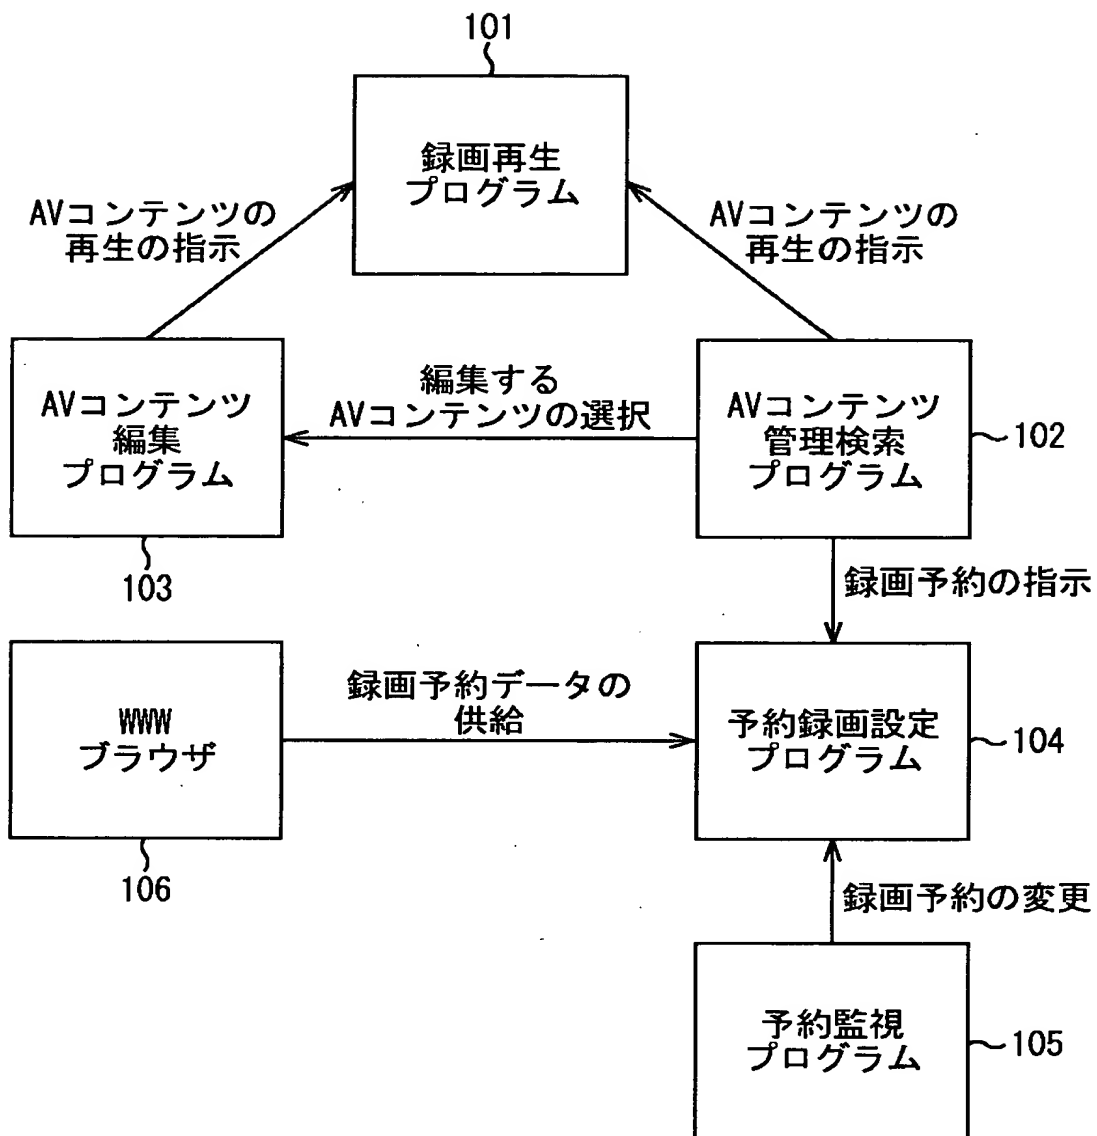 101
録画再生
プログラム
AVコンテンツの
再生の指示
AVコンテンツの
再生の指示
AVコンテンツ
編集
プログラム
103
編集する
AVコンテンツの選択
AVコンテンツ
管理検索
プログラム
102
録画予約の指示
WWW
ブラウザ
106
録画予約データの
供給
予約録画設定
プログラム
104
録画予約の変更
予約監視
プログラム
105